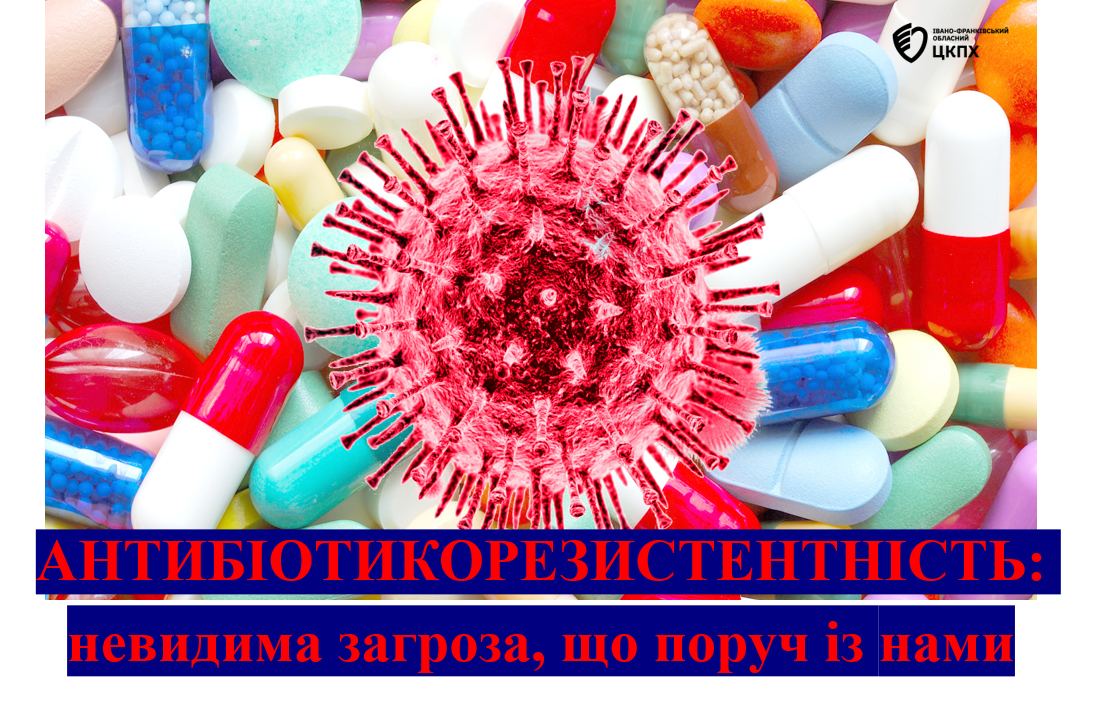 ІВАНО-ФРАНКІВСЬКИЙ
ОБЛАСНИЙ
ЦКПХ
АНТИБІОТИКОРЕЗИСТЕНТНІСТЬ:
невидима загроза, що поруч із нами